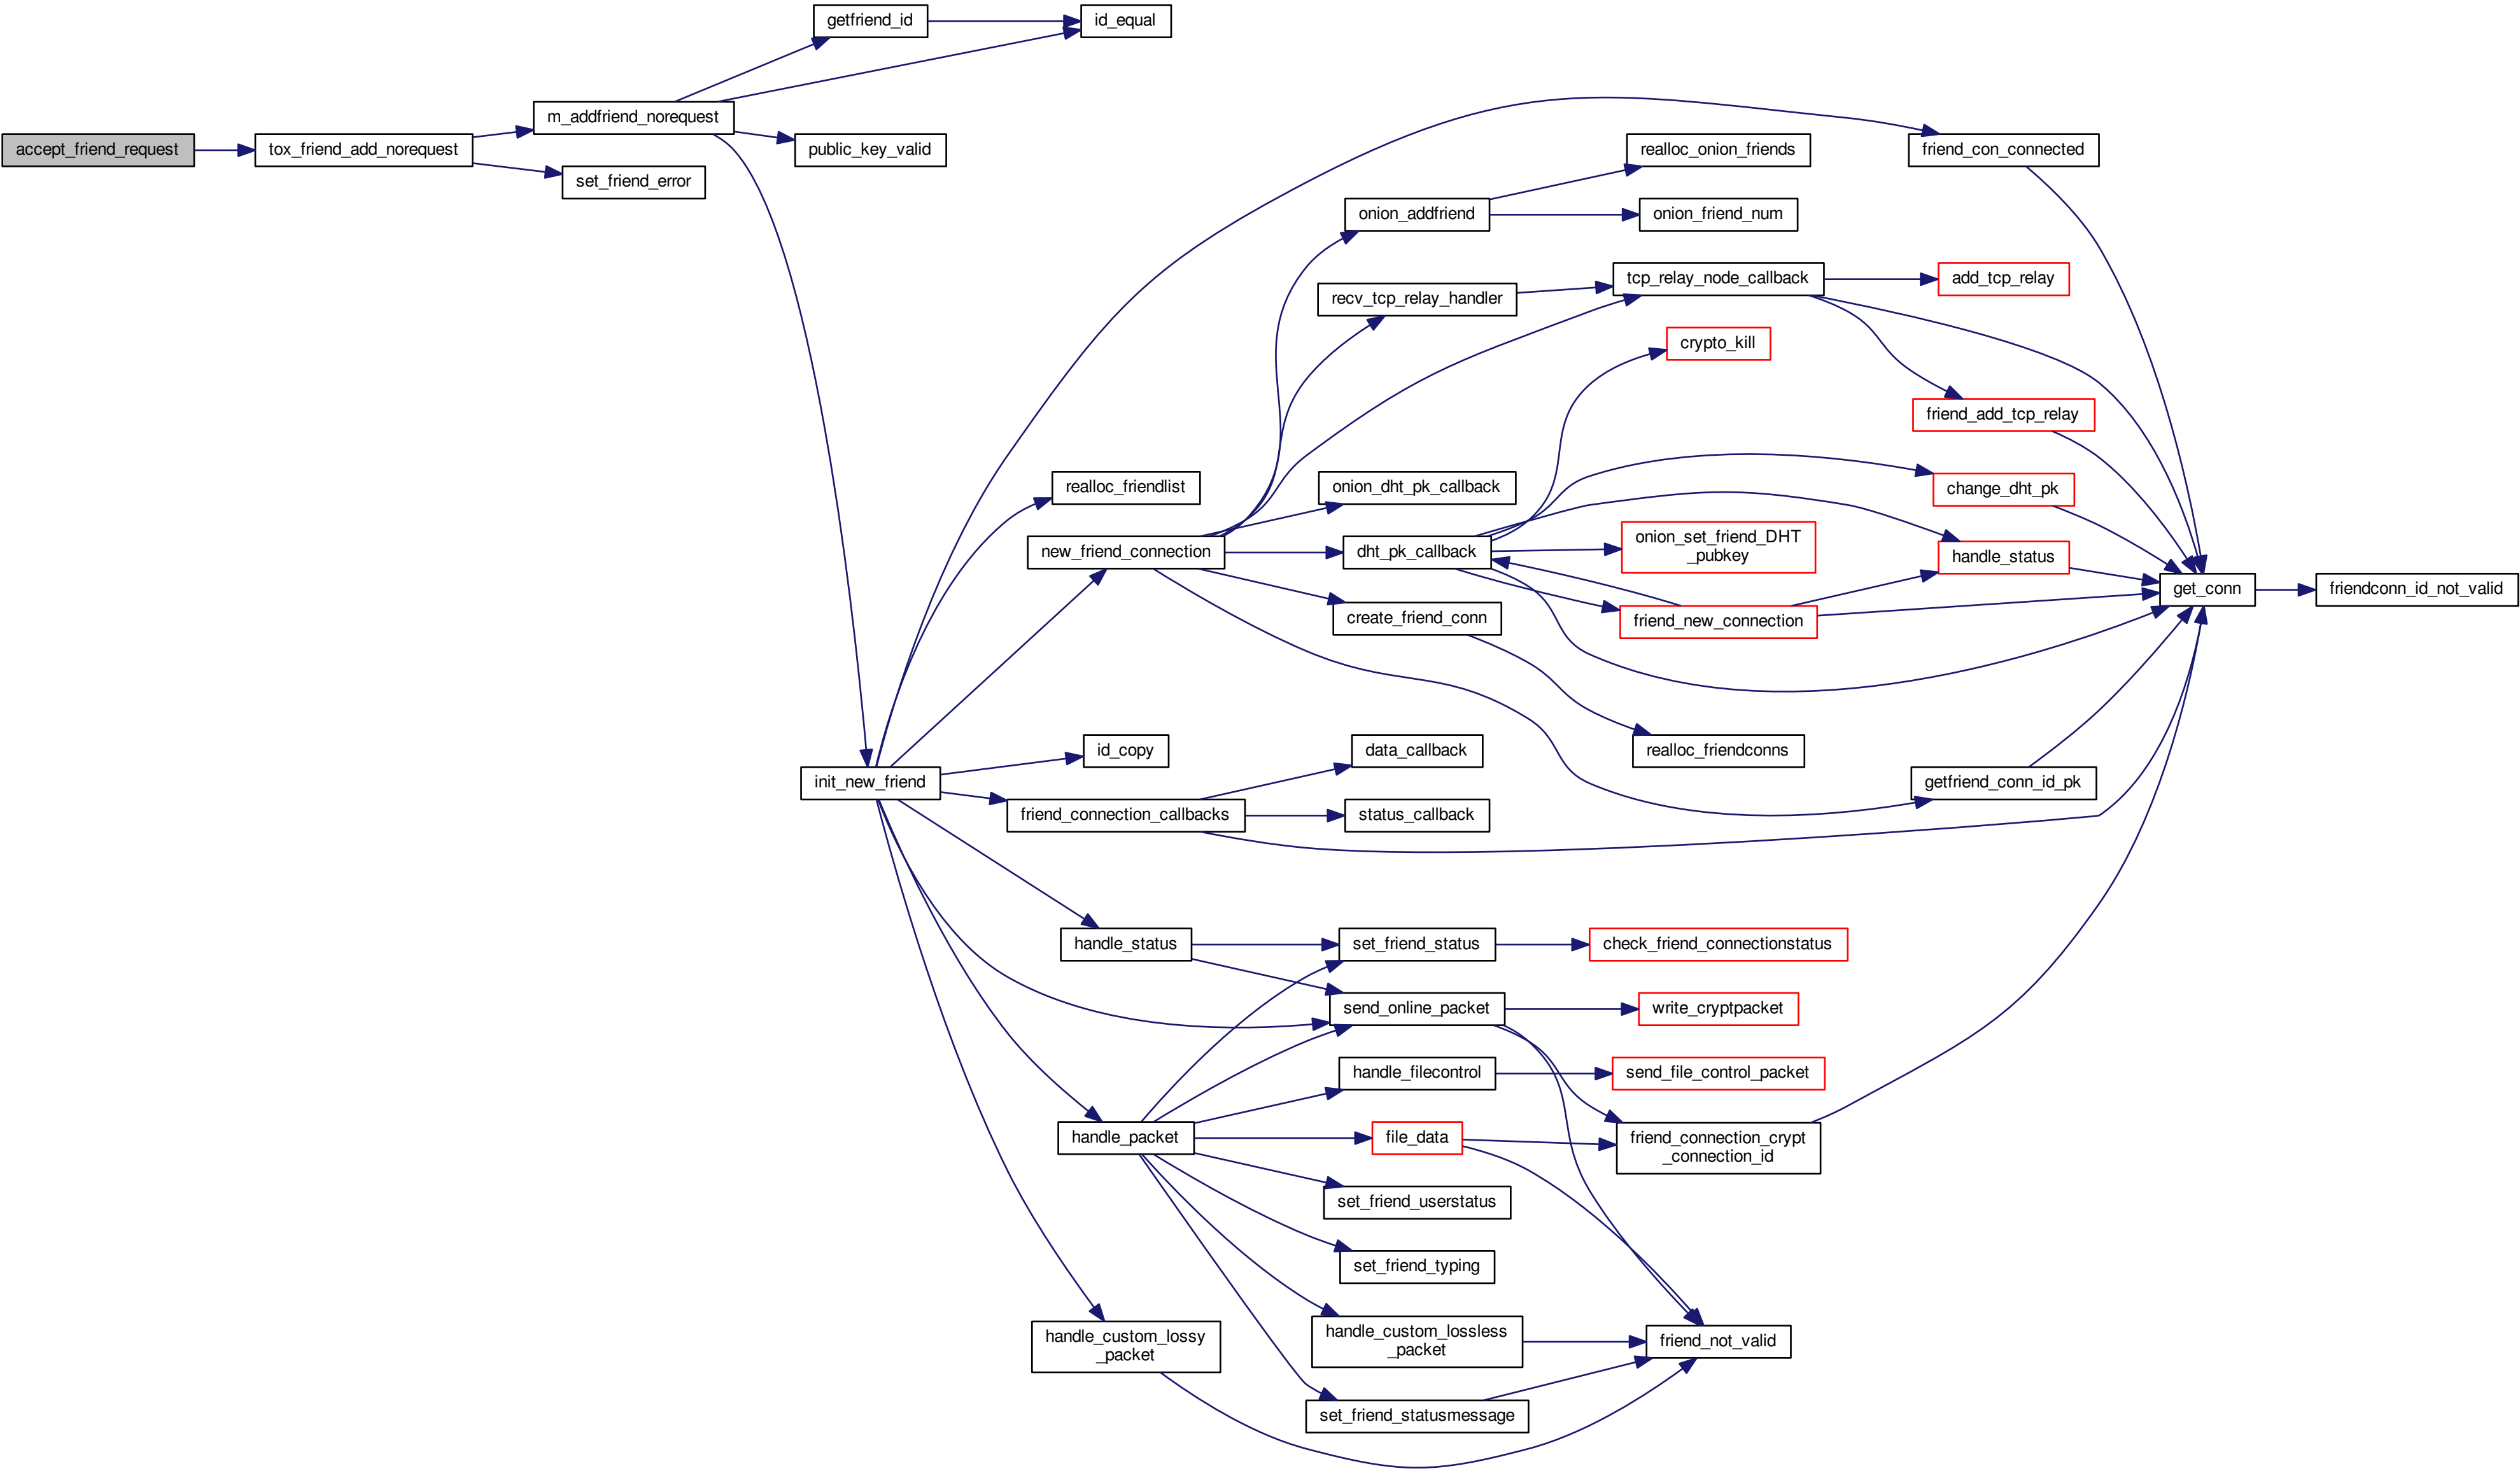 getfriend_id
id_equal
m_addfriend_norequest
accept_friend_request
tox_friend_add_norequest
public_key_valid
set_friend_error
realloc_onion_friends
friend_con_connected
onion_addfriend
onion_friend_num
tcp_relay_node_callback
add_tcp_relay
recv_tcp_relay_handler
crypto_kill
friend_add_tcp_relay
realloc_friendlist
onion_dht_pk_callback
change_dht_pk
new_friend_connection
dht_pk_callback
onion_set_friend_DHT
_pubkey
handle_status
get_conn
friendconn_id_not_valid
create_friend_conn
friend_new_connection
id_copy
data_callback
realloc_friendconns
init_new_friend
getfriend_conn_id_pk
friend_connection_callbacks
status_callback
handle_status
set_friend_status
check_friend_connectionstatus
send_online_packet
write_cryptpacket
handle_filecontrol
send_file_control_packet
handle_packet
file_data
friend_connection_crypt
_connection_id
set_friend_userstatus
set_friend_typing
handle_custom_lossy
_packet
handle_custom_lossless
_packet
friend_not_valid
set_friend_statusmessage